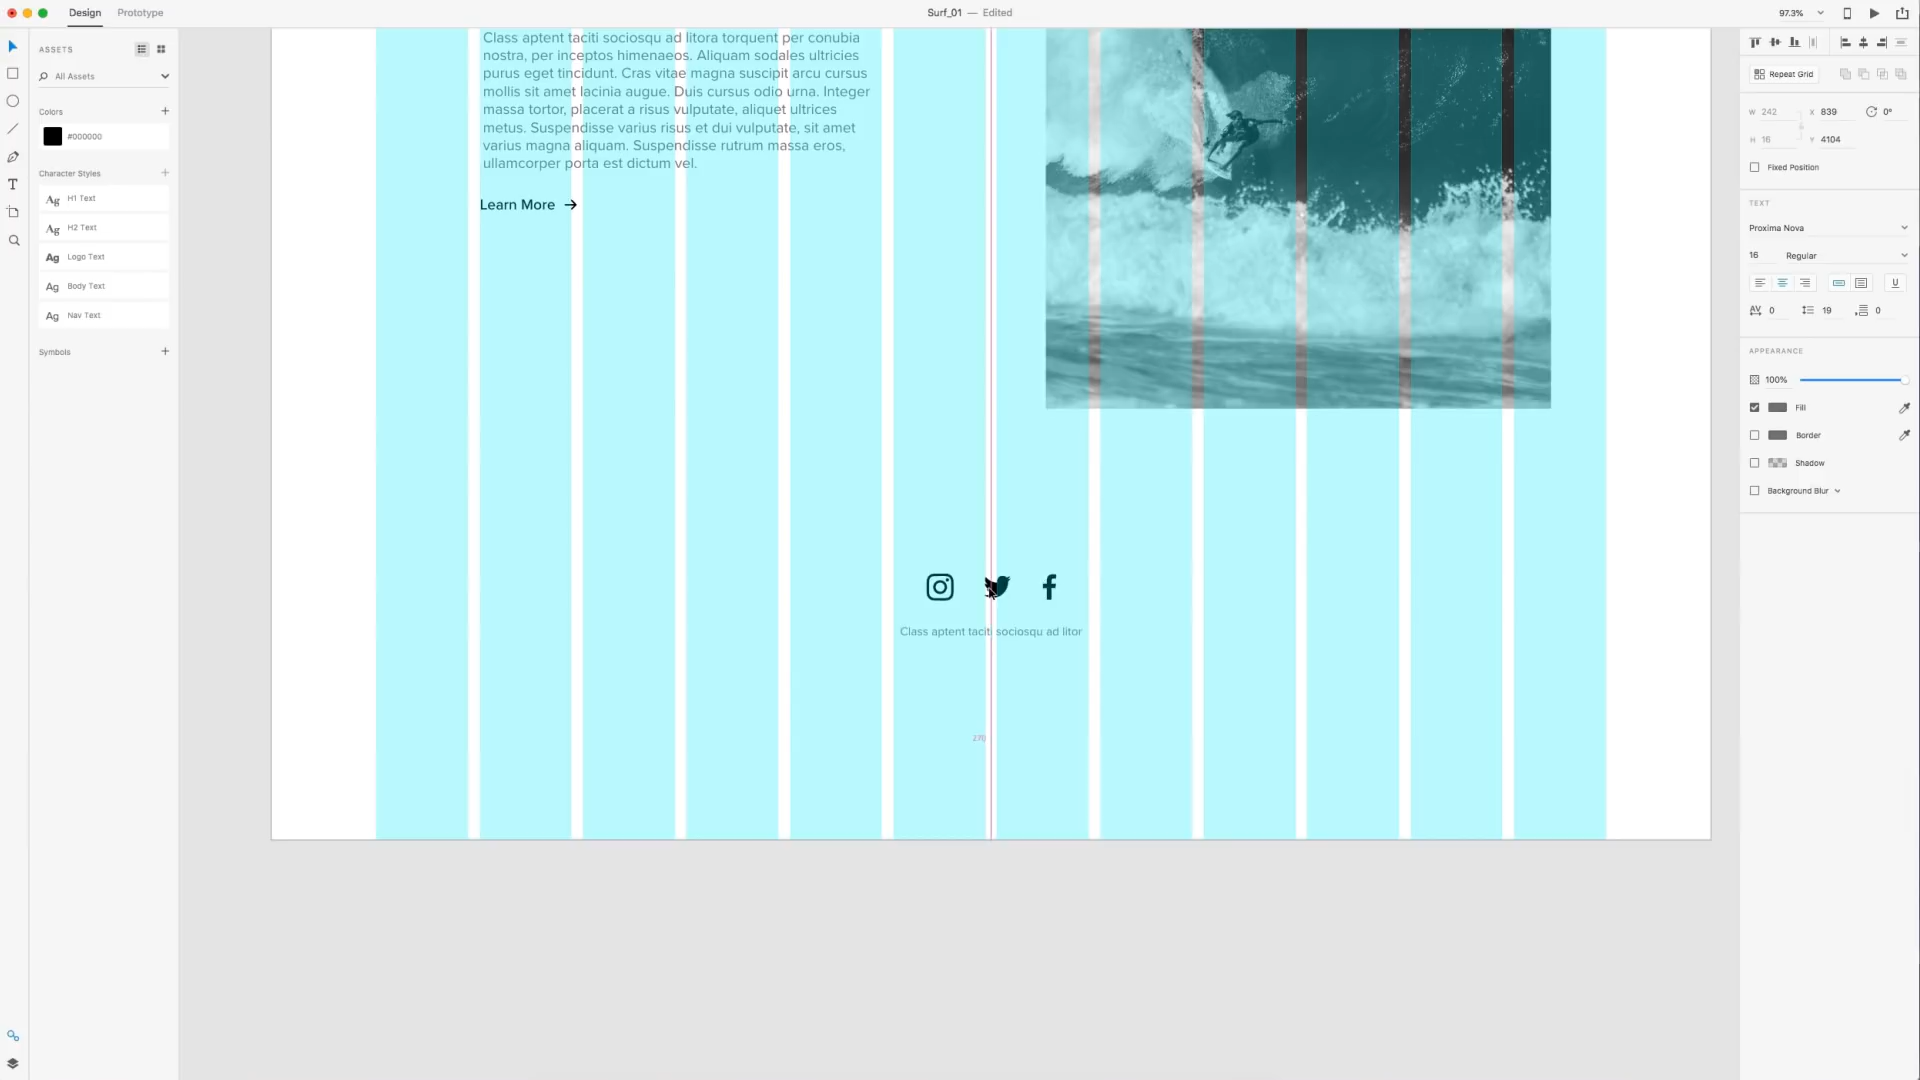 Design
Prototype
Surf_01 — Edited
97.3%
ASSETS
All Assets
Colors
#000000
Character Styles
Ag H1 Text
Ag H2 Text
Ag Logo Text
Ag Body Text
Ag Nav Text
Symbols
Class aptent taciti sociosqu ad litora torquent per conubia
nostra, per inceptos himenaeos. Aliquam sodales ultricies
purus eget tincidunt. Cras vitae magna suscipit arcu cursus
mollis sit amet lacinia augue. Duis cursus odio urna. Integer
massa tortor, placerat a risus vulputate, aliquet ultrices
metus. Suspendisse varius risus et dui vulputate, sit amet
varius magna aliquam. Suspendisse rutrum massa eros,
ullamcorper porta est dictum vel.
Learn More →
Class aptent taciti sociosqu ad litor
Repeat Grid
W 242 X 839 0°
H 16 Y 4104
Fixed Position
TEXT
Proxima Nova
16 Regular
U
AV 0 19 0
APPEARANCE
100%
Fill
Border
Shadow
Background Blur